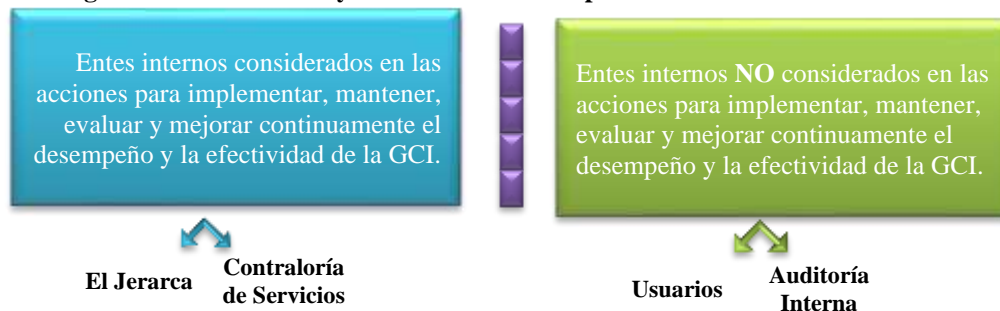 Entes internos considerados en las
acciones para implementar, mantener,
evaluar y mejorar continuamente el
desempeño y la efectividad de la GCI.
Entes internos NO considerados en las
acciones para implementar, mantener,
evaluar y mejorar continuamente el
desempeño y la efectividad de la GCI.
El Jerarca
Contraloría
de Servicios
Usuarios
Auditoría
Interna